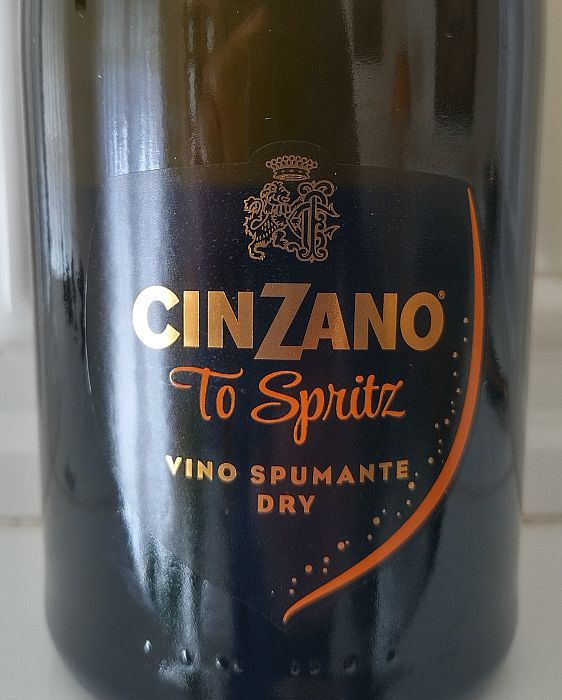 CINZANO®
To Spritz
VINO SPUMANTE
DRY